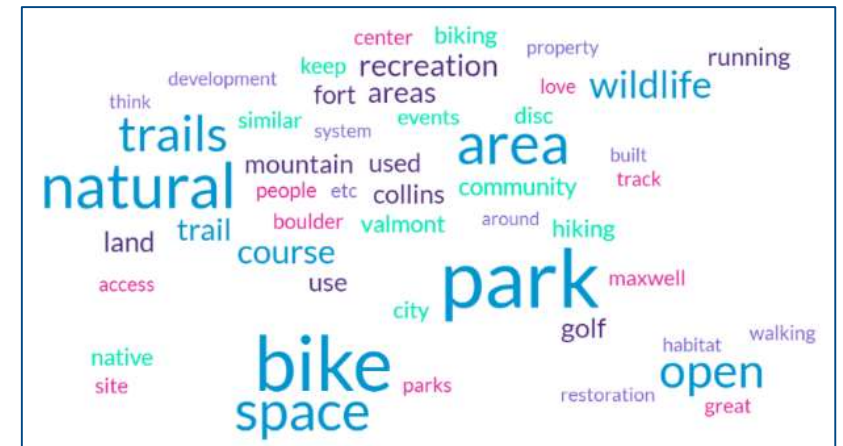 center biking
property
running
keep recreation
development
love wildlife
think
fort areas
similar events disc
trails system
area
built
mountain used
natural
people etc collins community
track
boulder valmont around
trail hiking
land
course
access use park maxwell
city
golf
walking
native bike habitat
open
site parks
restoration
space great